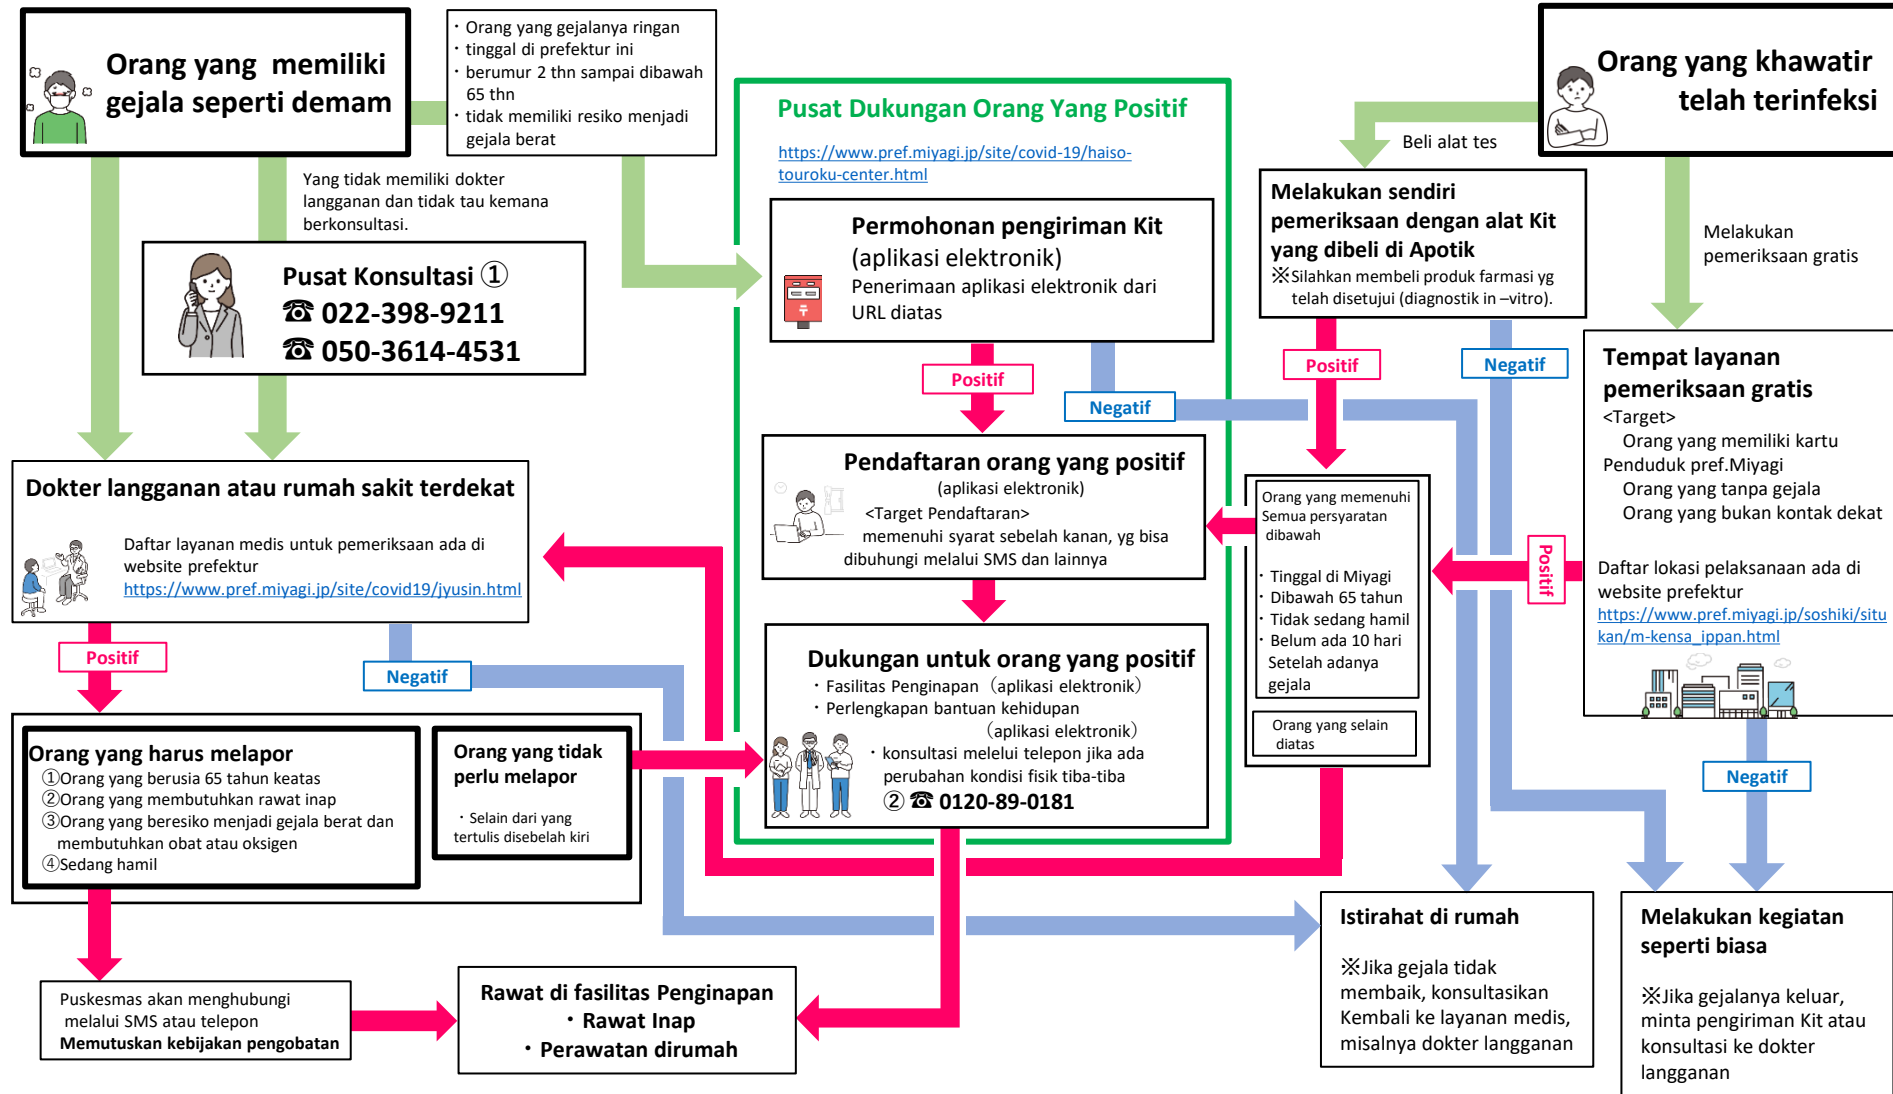 Orang yang memiliki
gejala seperti demam
・Orang yang gejalanya ringan
・tinggal di prefektur ini
・berumur 2 thn sampai dibawah
65 thn
・tidak memiliki resiko menjadi
gejala berat
Yang tidak memiliki dokter
langganan dan tidak tau kemana
berkonsultasi.
Pusat Konsultasi ①
☎ 022-398-9211
☎ 050-3614-4531
Dokter langganan atau rumah sakit terdekat
Daftar layanan medis untuk pemeriksaan ada di
website prefektur
https://www.pref.miyagi.jp/site/covid19/jyusin.html
Positif
Negatif
Orang yang harus melapor
①Orang yang berusia 65 tahun keatas
②Orang yang membutuhkan rawat inap
③Orang yang beresiko menjadi gejala berat dan
membutuhkan obat atau oksigen
④Sedang hamil
Orang yang tidak
perlu melapor
・Selain dari yang
tertulis disebelah kiri
Puskesmas akan menghubungi
melalui SMS atau telepon
Memutuskan kebijakan pengobatan
Rawat di fasilitas Penginapan
・Rawat Inap
・Perawatan dirumah
Pusat Dukungan Orang Yang Positif
https://www.pref.miyagi.jp/site/covid-19/haiso-
touroku-center.html
Permohonan pengiriman Kit
(aplikasi elektronik)
Penerimaan aplikasi elektronik dari
URL diatas
〒
Positif
Negatif
Pendaftaran orang yang positif
(aplikasi elektronik)
<Target Pendaftaran>
memenuhi syarat sebelah kanan, yg bisa
dibuhungi melalui SMS dan lainnya
Dukungan untuk orang yang positif
・Fasilitas Penginapan（aplikasi elektronik）
・Perlengkapan bantuan kehidupan
（aplikasi elektronik）
・konsultasi melelui telepon jika ada
perubahan kondisi fisik tiba-tiba
② ☎ 0120-89-0181
Orang yang khawatir
telah terinfeksi
Beli alat tes
Melakukan sendiri
pemeriksaan dengan alat Kit
yang dibeli di Apotik
※Silahkan membeli produk farmasi yg
telah disetujui (diagnostik in –vitro).
Melakukan
pemeriksaan gratis
Positif
Negatif
Orang yang memenuhi
Semua persyaratan
dibawah
・Tinggal di Miyagi
・Dibawah 65 tahun
・Tidak sedang hamil
・Belum ada 10 hari
Setelah adanya
gejala
Orang yang selain
diatas
Tempat layanan
pemeriksaan gratis
<Target>
Orang yang memiliki kartu
Penduduk pref.Miyagi
Orang yang tanpa gejala
Orang yang bukan kontak dekat
Daftar lokasi pelaksanaan ada di
website prefektur
https://www.pref.miyagi.jp/soshiki/situ
kan/m-kensa_ippan.html
Positif
Negatif
Istirahat di rumah
※Jika gejala tidak
membaik, konsultasikan
Kembali ke layanan medis,
misalnya dokter langganan
Melakukan kegiatan
seperti biasa
※Jika gejalanya keluar,
minta pengiriman Kit atau
konsultasi ke dokter
langganan